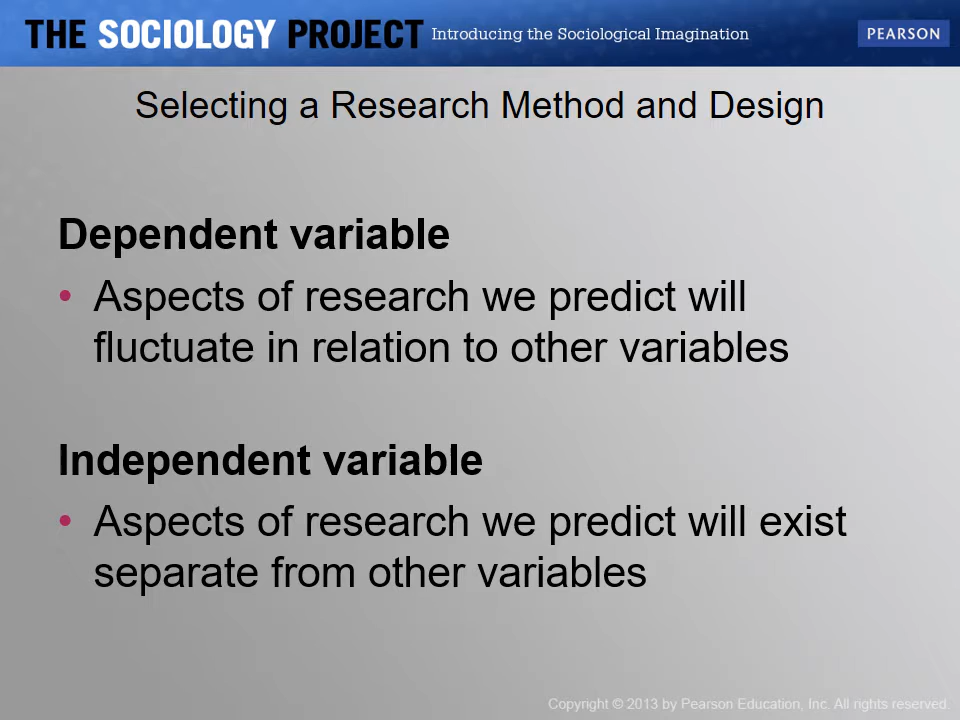 THE SOCIOLOGY PROJECT Introducing the Sociological Imagination PEARSON
Selecting a Research Method and Design
Dependent variable
• Aspects of research we predict will
fluctuate in relation to other variables
Independent variable
• Aspects of research we predict will exist
separate from other variables
Copyright © 2013 by Pearson Education, Inc. All rights reserved.